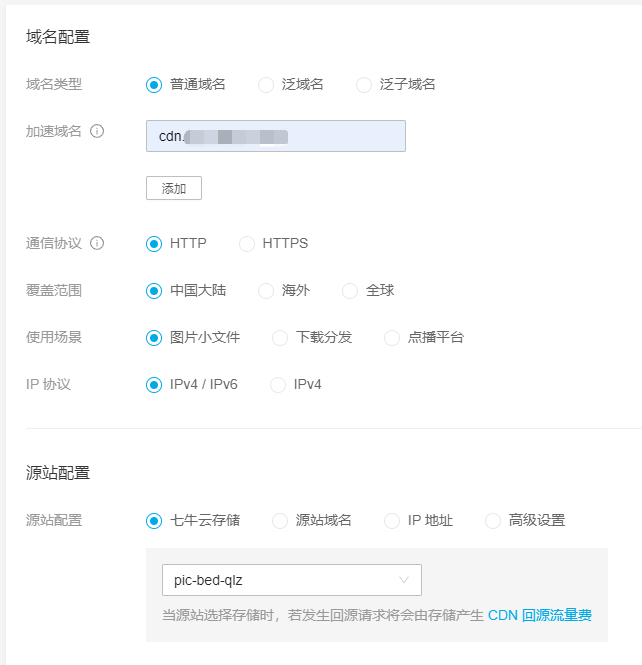 域名配置
域名类型 普通域名 泛域名 泛子域名
加速域名 cdn.
添加
通信协议 HTTP HTTPS
覆盖范围 中国大陆 海外 全球
使用场景 图片小文件 下载分发 点播平台
IP 协议 IPv4 / IPv6 IPv4
源站配置
源站配置 七牛云存储 源站域名 IP 地址 高级设置
pic-bed-qlz
当源站选择存储时，若发生回源请求将会由存储产生 CDN 回源流量费